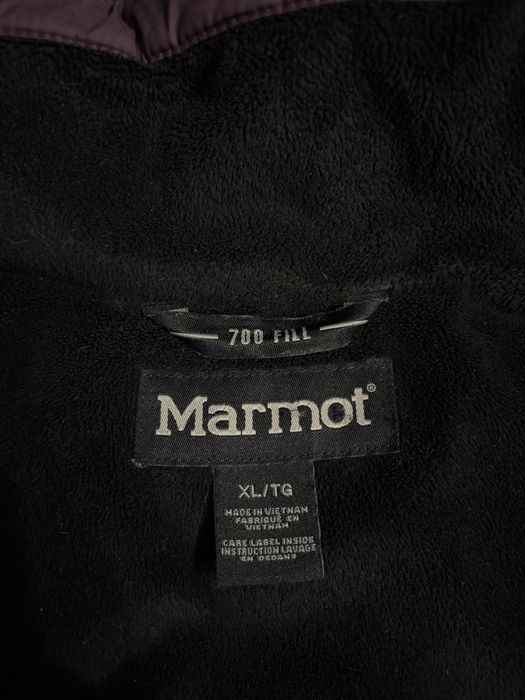 700 FILL
Marmot®
XL/TG
MADE IN VIETNAM
FABRIQUÉ EN
VIETNAM
CARE LABEL INSIDE
INSTRUCTION LAVAGE
EN DEDANS